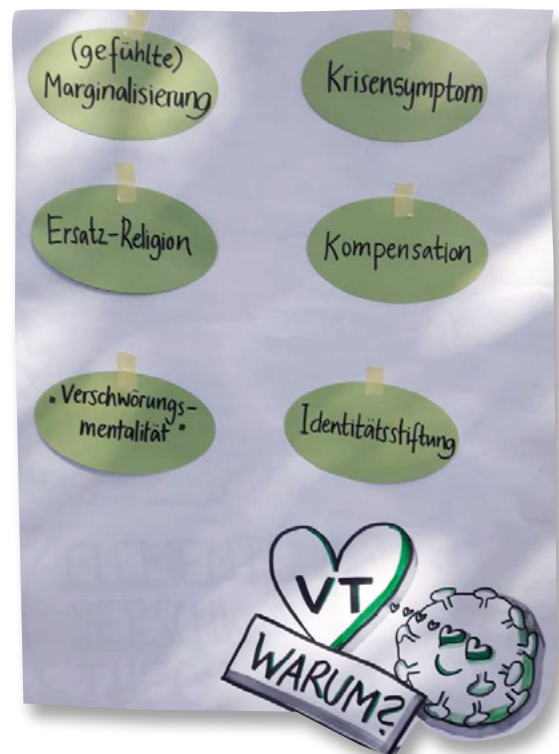 (gefühlte)
Marginalisierung
Krisensymptom
Ersatz-Religion
Kompensation
"Verschwörungs-
mentalität"
Identitätsstiftung
VT
WARUM?